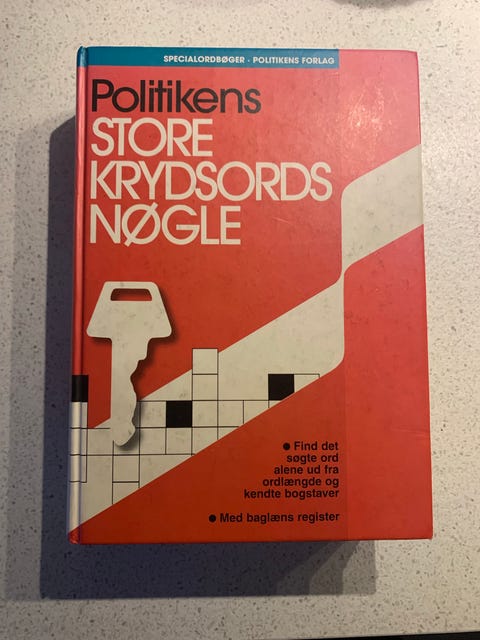 SPECIALORDBØGER · POLITIKENS FORLAG
Politikens
STORE
KRYDSORDS
NØGLE
● Find det
søgte ord
alene ud fra
ordlængde og
kendte bogstaver
● Med baglæns register